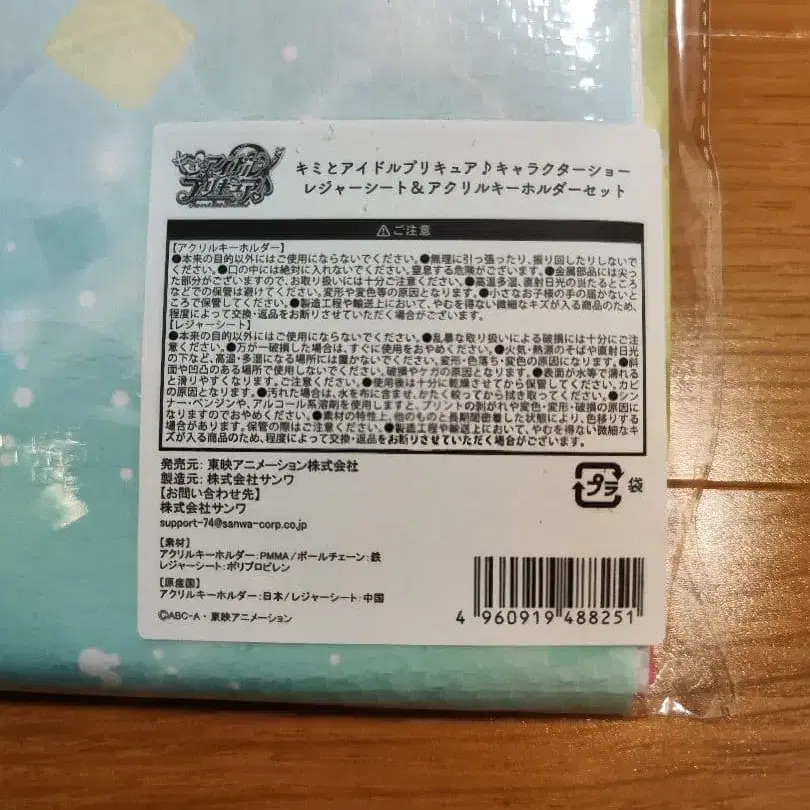 キミとアイドルプリキュア♪
キミとアイドルプリキュア♪キャラクターショー
レジャーシート&アクリルキーホルダーセット
⚠ご注意
【アクリルキーホルダー】
●本来の目的以外にはご使用にならないでください。●無理に引っ張ったり、振り回したりしないで
ください。●口の中には絶対に入れないでください。窒息する危険がございます。●金属部品には尖っ
た部分がございますので、お取り扱いには十分ご注意ください。●高温多湿、直射日光の当たるところ
などでの保管は避けてください。変形や変色等の原因となります。●小さなお子様の手の届かないと
ころで保管してください。●製造工程や輸送上において、やむを得ない微細なキズが入る商品のため、
程度によって交換・返品をお断りさせていただく場合がございます。
【レジャーシート】
●本来の目的以外にはご使用にならないでください。●乱暴な取り扱いによる破損には十分にご注
意ください。●万が一破損した場合は、すぐに使用をおやめください。●火気・熱源のそばや直射日光
の下など、高温・多湿になる場所には置かないでください。変形・色落ち・変色の原因になります。●斜
面や凹凸のある場所で使用しないでください。破損やケガの原因となります。●表面が水等で濡れる
と滑りやすくなります。ご注意ください。●使用後は十分に乾燥させてから保管してください。カビ
の原因となります。●汚れた場合は、水を布に含ませ、かたく絞ってから拭き取ってください。●シン
ナー・ベンジンや、アルコール系溶剤を使用しますと、プリントの剥がれや変色・変形・破損の原因に
なりますのでおやめください。●素材の特性上、他のものと長期間密着した状態により、色移りする
場合があります。保管の際はご注意ください。●製造工程や輸送上において、やむを得ない微細なキ
ズが入る商品のため、程度によって交換・返品をお断りさせていただく場合がございます。
発売元:東映アニメーション株式会社
製造元:株式会社サンワ
【お問い合わせ先】
株式会社サンワ
support-74@sanwa-corp.co.jp
プラ 袋
【素材】
アクリルキーホルダー:PMMA/ボールチェーン:鉄
レジャーシート:ポリプロピレン
【原産国】
アクリルキーホルダー:日本/レジャーシート:中国
©ABC-A・東映アニメーション
4 960919 488251